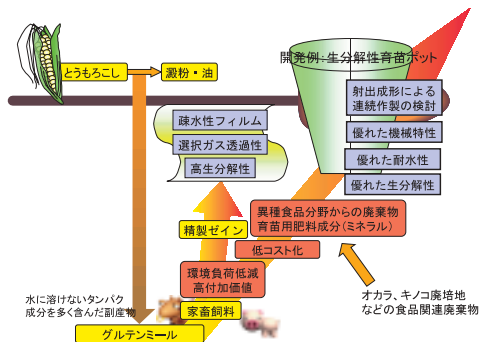 とうもろこし
澱粉・油
開発例：生分解性育苗ポット
射出成形による
連続作製の検討
優れた機械特性
優れた耐水性
優れた生分解性
疎水性フィルム
選択ガス透過性
高生分解性
異種食品分野からの廃棄物
育苗用肥料成分（ミネラル）
精製ゼイン
低コスト化
環境負荷低減
高付加価値
家畜飼料
水に溶けないタンパク
成分を多く含んだ副産物
グルテンミール
オカラ、キノコ廃培地
などの食品関連廃棄物